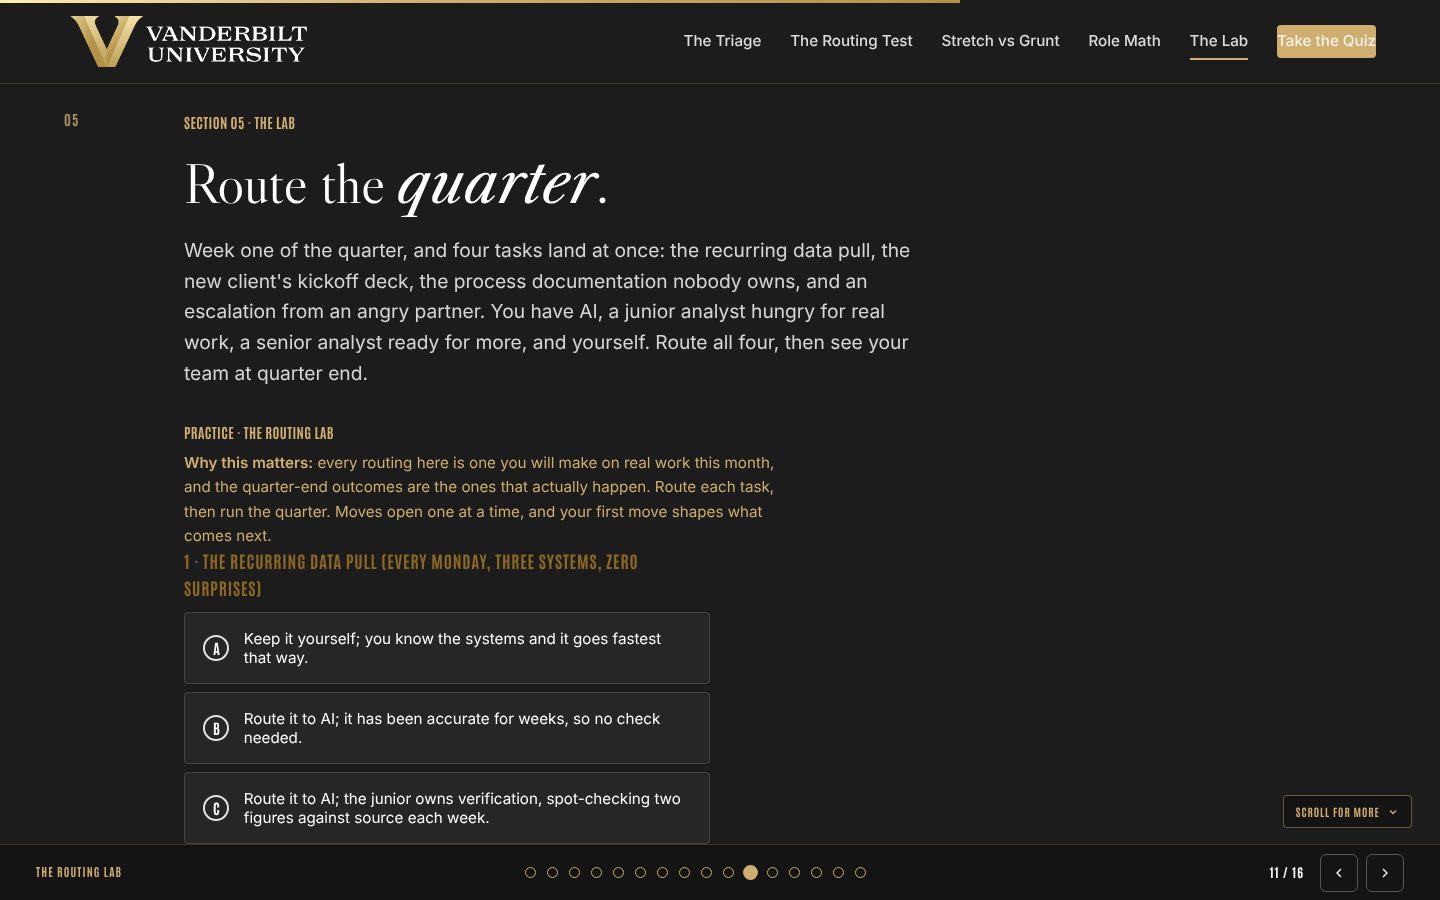 VANDERBILT
UNIVERSITY
The Triage
The Routing Test
Stretch vs Grunt
Role Math
The Lab
Take the Quiz
05
SECTION 05 · THE LAB
Route the quarter.
Week one of the quarter, and four tasks land at once: the recurring data pull, the
new client's kickoff deck, the process documentation nobody owns, and an
escalation from an angry partner. You have AI, a junior analyst hungry for real
work, a senior analyst ready for more, and yourself. Route all four, then see your
team at quarter end.
PRACTICE · THE ROUTING LAB
Why this matters: every routing here is one you will make on real work this month,
and the quarter-end outcomes are the ones that actually happen. Route each task,
then run the quarter. Moves open one at a time, and your first move shapes what
comes next.
1 · THE RECURRING DATA PULL (EVERY MONDAY, THREE SYSTEMS, ZERO
SURPRISES)
A
Keep it yourself; you know the systems and it goes fastest
that way.
B
Route it to AI; it has been accurate for weeks, so no check
needed.
C
Route it to AI; the junior owns verification, spot-checking two
figures against source each week.
SCROLL FOR MORE
THE ROUTING LAB
11 / 16